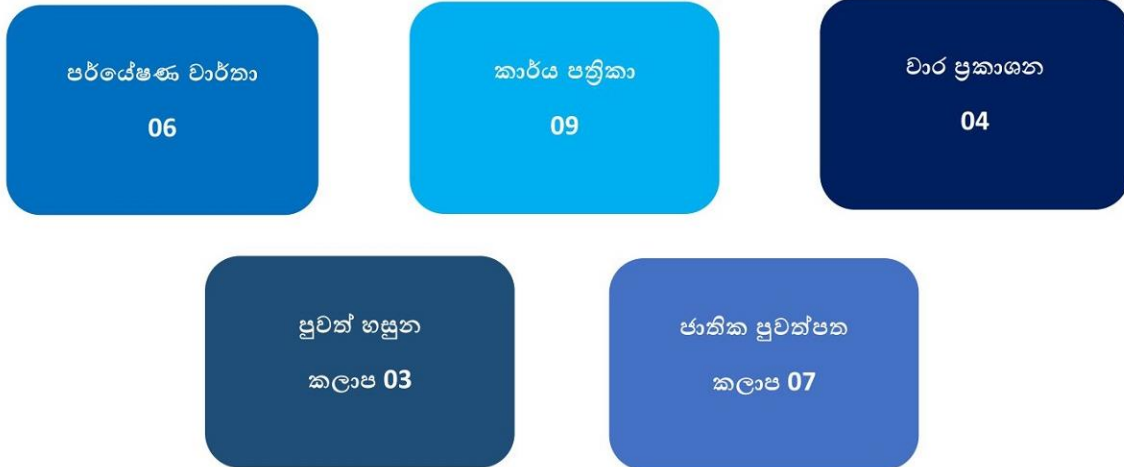 පර්යේෂණ වාර්තා
06
කාර්ය පත්‍රිකා
09
වාර ප්‍රකාශන
04
පුවත් හසුන
කලාප 03
ජාතික පුවත්පත
කලාප 07